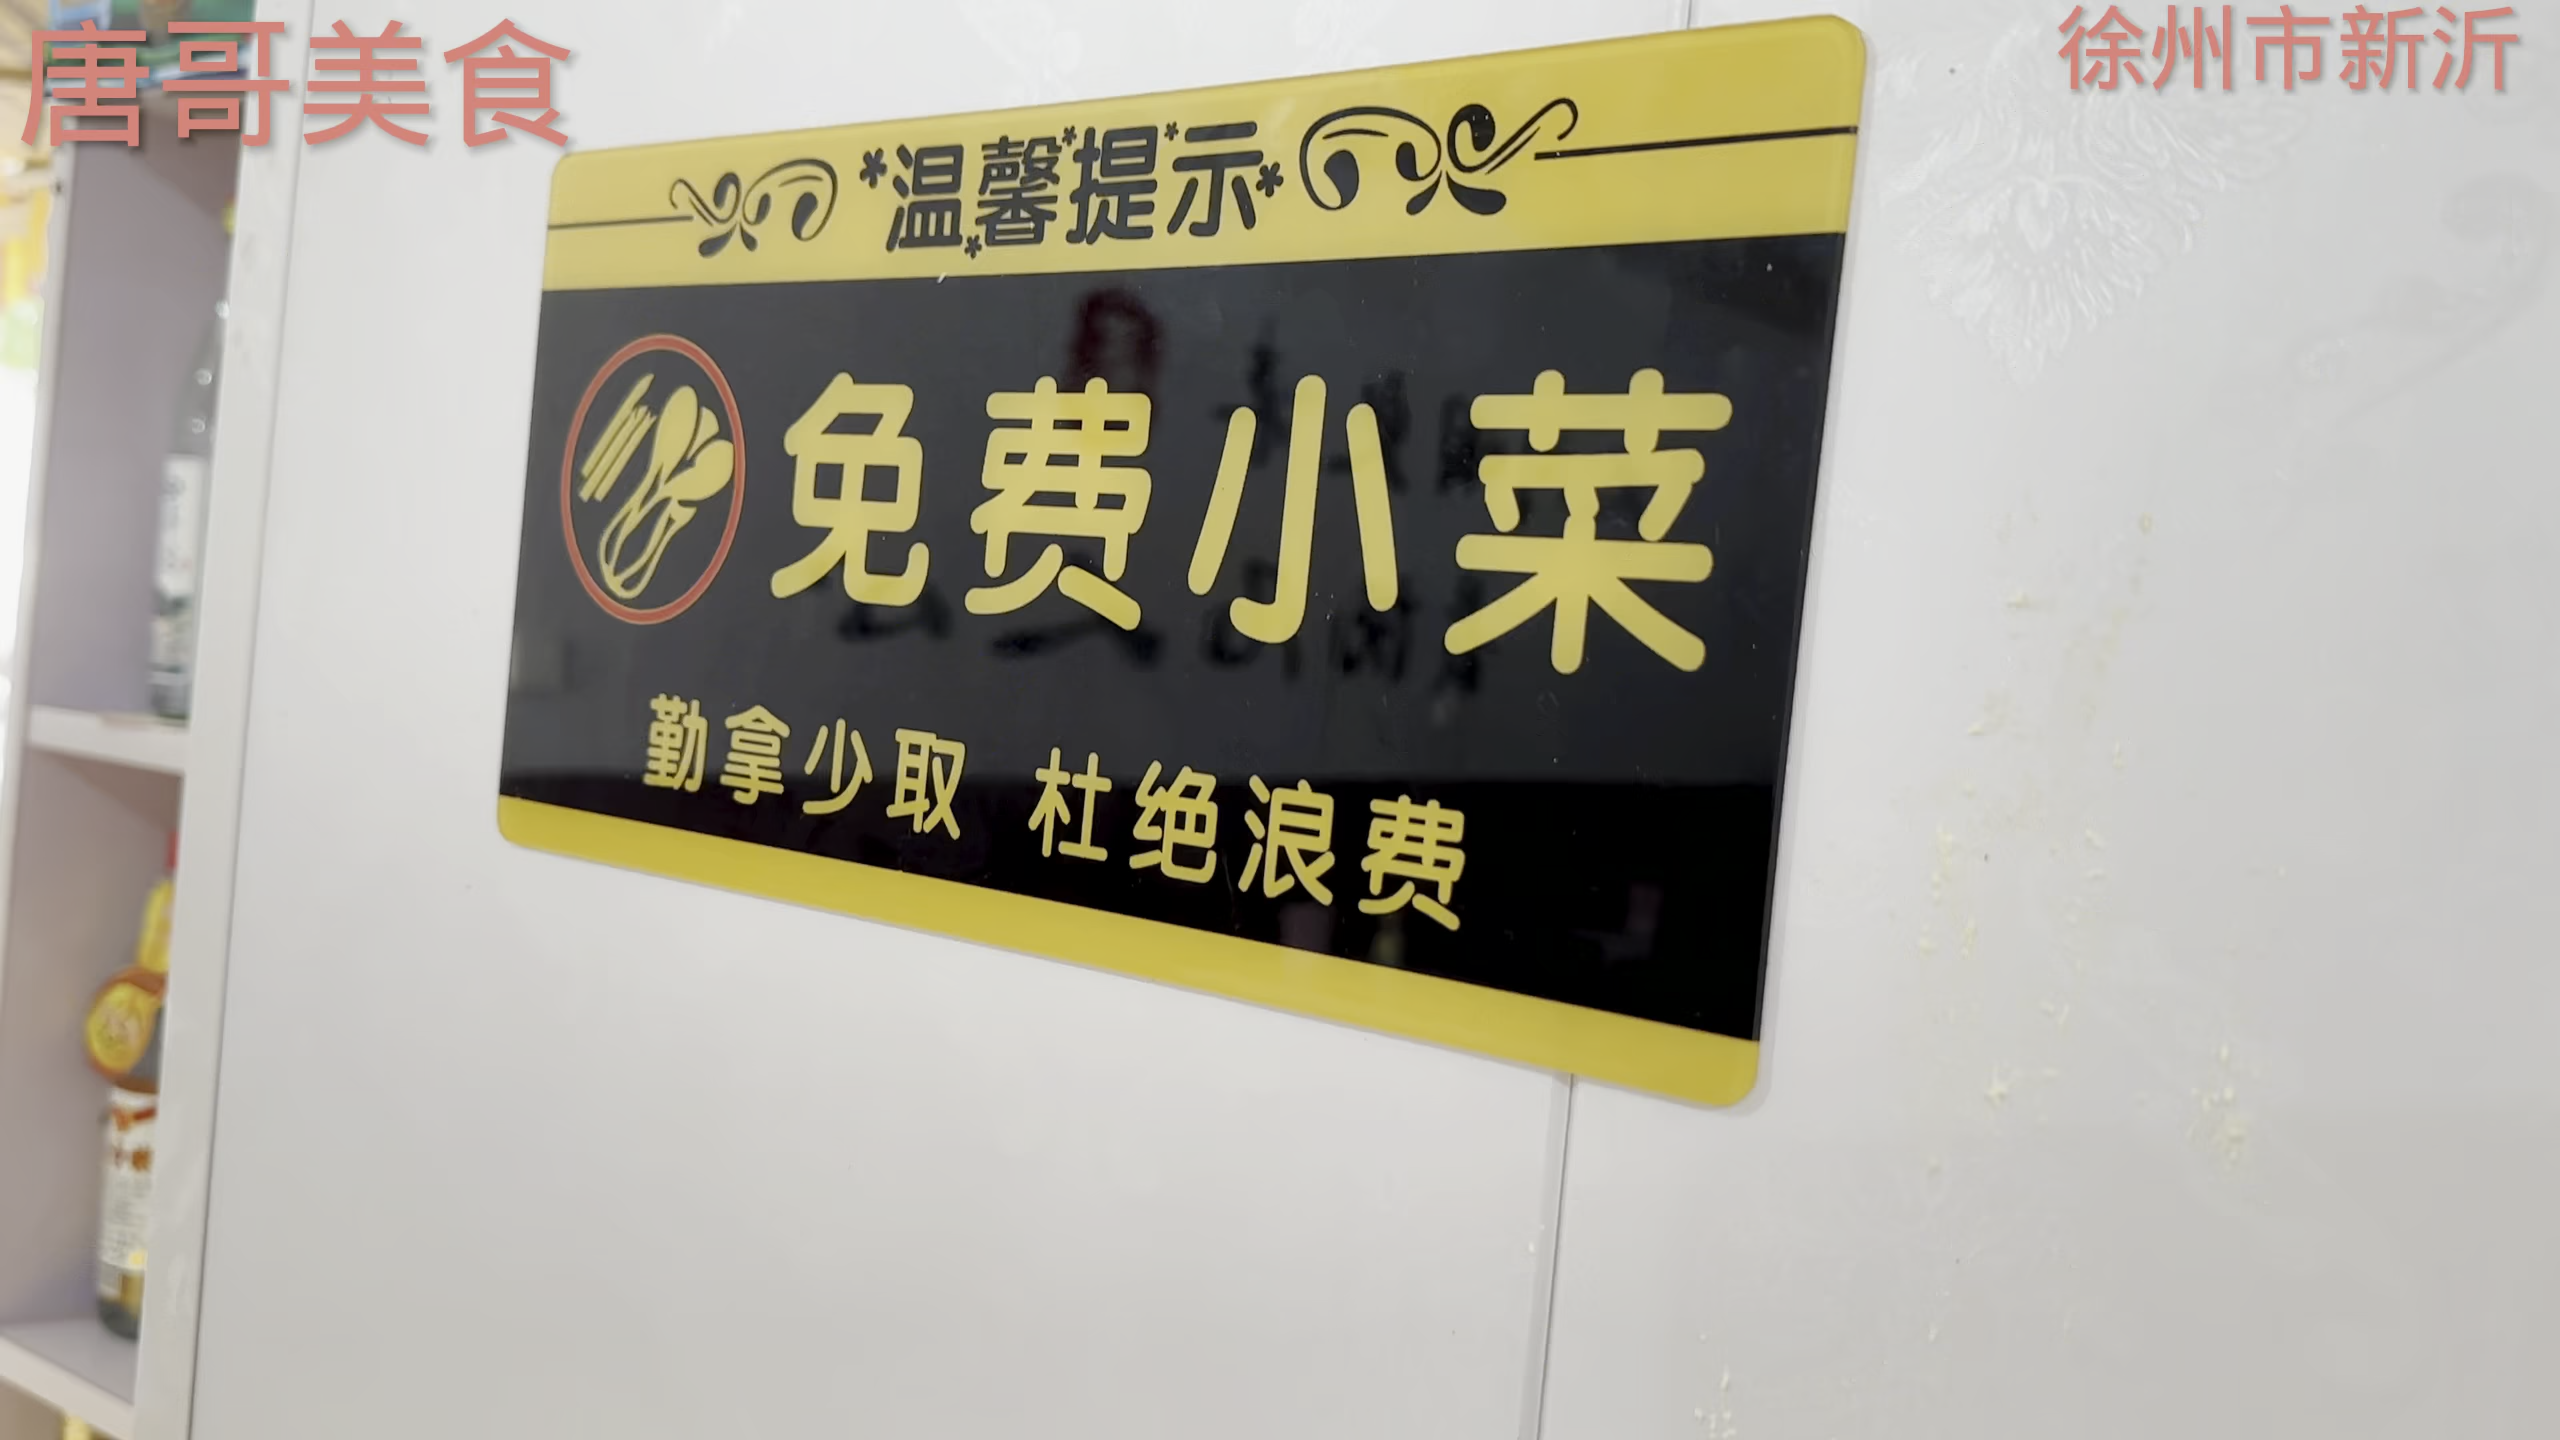 唐哥美食
徐州市新沂
温馨提示
免费小菜
勤拿少取 杜绝浪费